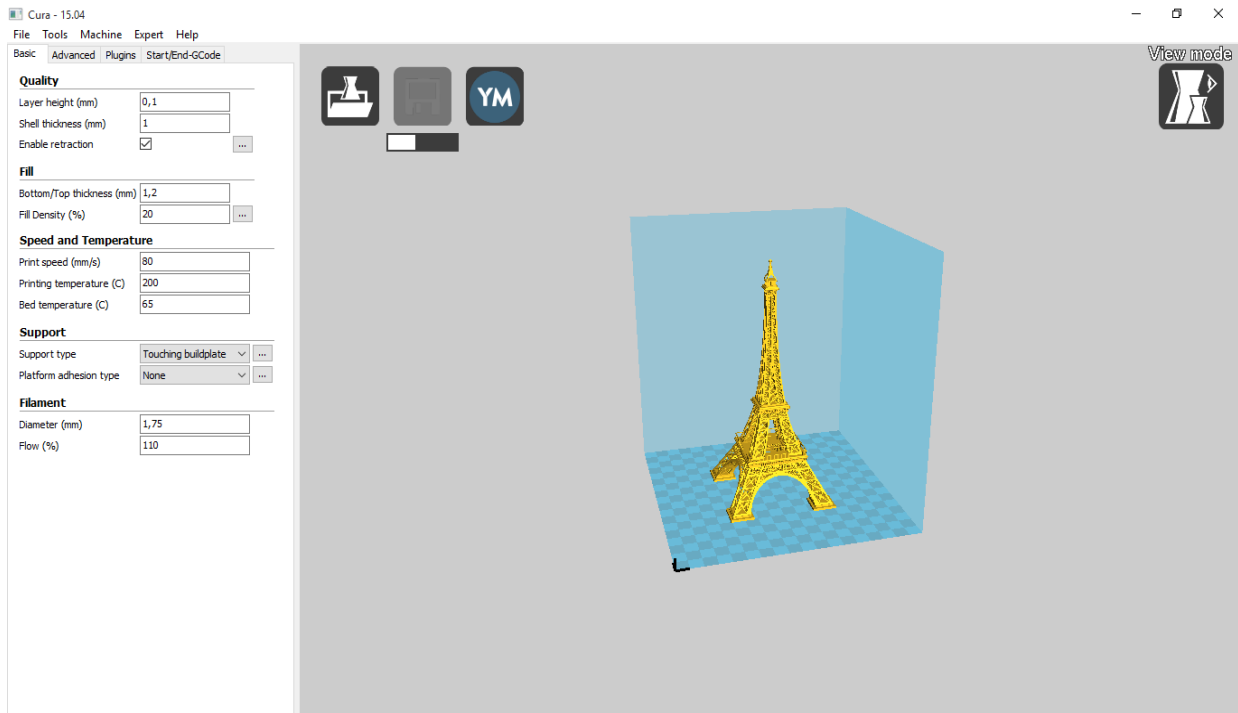 Cura - 15.04
File Tools Machine Expert Help
Basic Advanced Plugins Start/End-GCode
Quality
Layer height (mm) 0,1
Shell thickness (mm) 1
Enable retraction ...
Fill
Bottom/Top thickness (mm) 1,2
Fill Density (%) 20 ...
Speed and Temperature
Print speed (mm/s) 80
Printing temperature (C) 200
Bed temperature (C) 65
Support
Support type Touching buildplate ...
Platform adhesion type None ...
Filament
Diameter (mm) 1,75
Flow (%) 110
YM
View mode